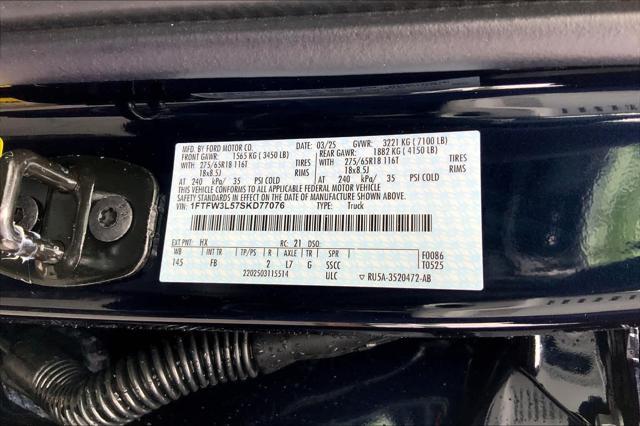 MFD. BY FORD MOTOR CO. DATE: 03/25 GVWR: 3221 KG ( 7100 LB)
FRONT GAWR: 1565 KG ( 3450 LB) REAR GAWR: 1882 KG ( 4150 LB)
WITH 275/65R18 116T TIRES WITH 275/65R18 116T TIRES
18x8.5J RIMS 18x8.5J RIMS
AT 240 kPa/ 35 PSI COLD AT 240 kPa/ 35 PSI COLD
THIS VEHICLE CONFORMS TO ALL APPLICABLE FEDERAL MOTOR VEHICLE
SAFETY STANDARDS IN EFFECT ON THE DATE OF MANUFACTURE SHOWN ABOVE.
VIN: 1FTFW3L57SKD77076 TYPE: Truck
EXT PNT: HX RC: 21 DSO:
WB INT TR TP/PS R AXLE TR SPR F0086
145 FB 2 L7 G SSCC T0525
2202503115514 ULC ▽ RU5A-3520472-AB